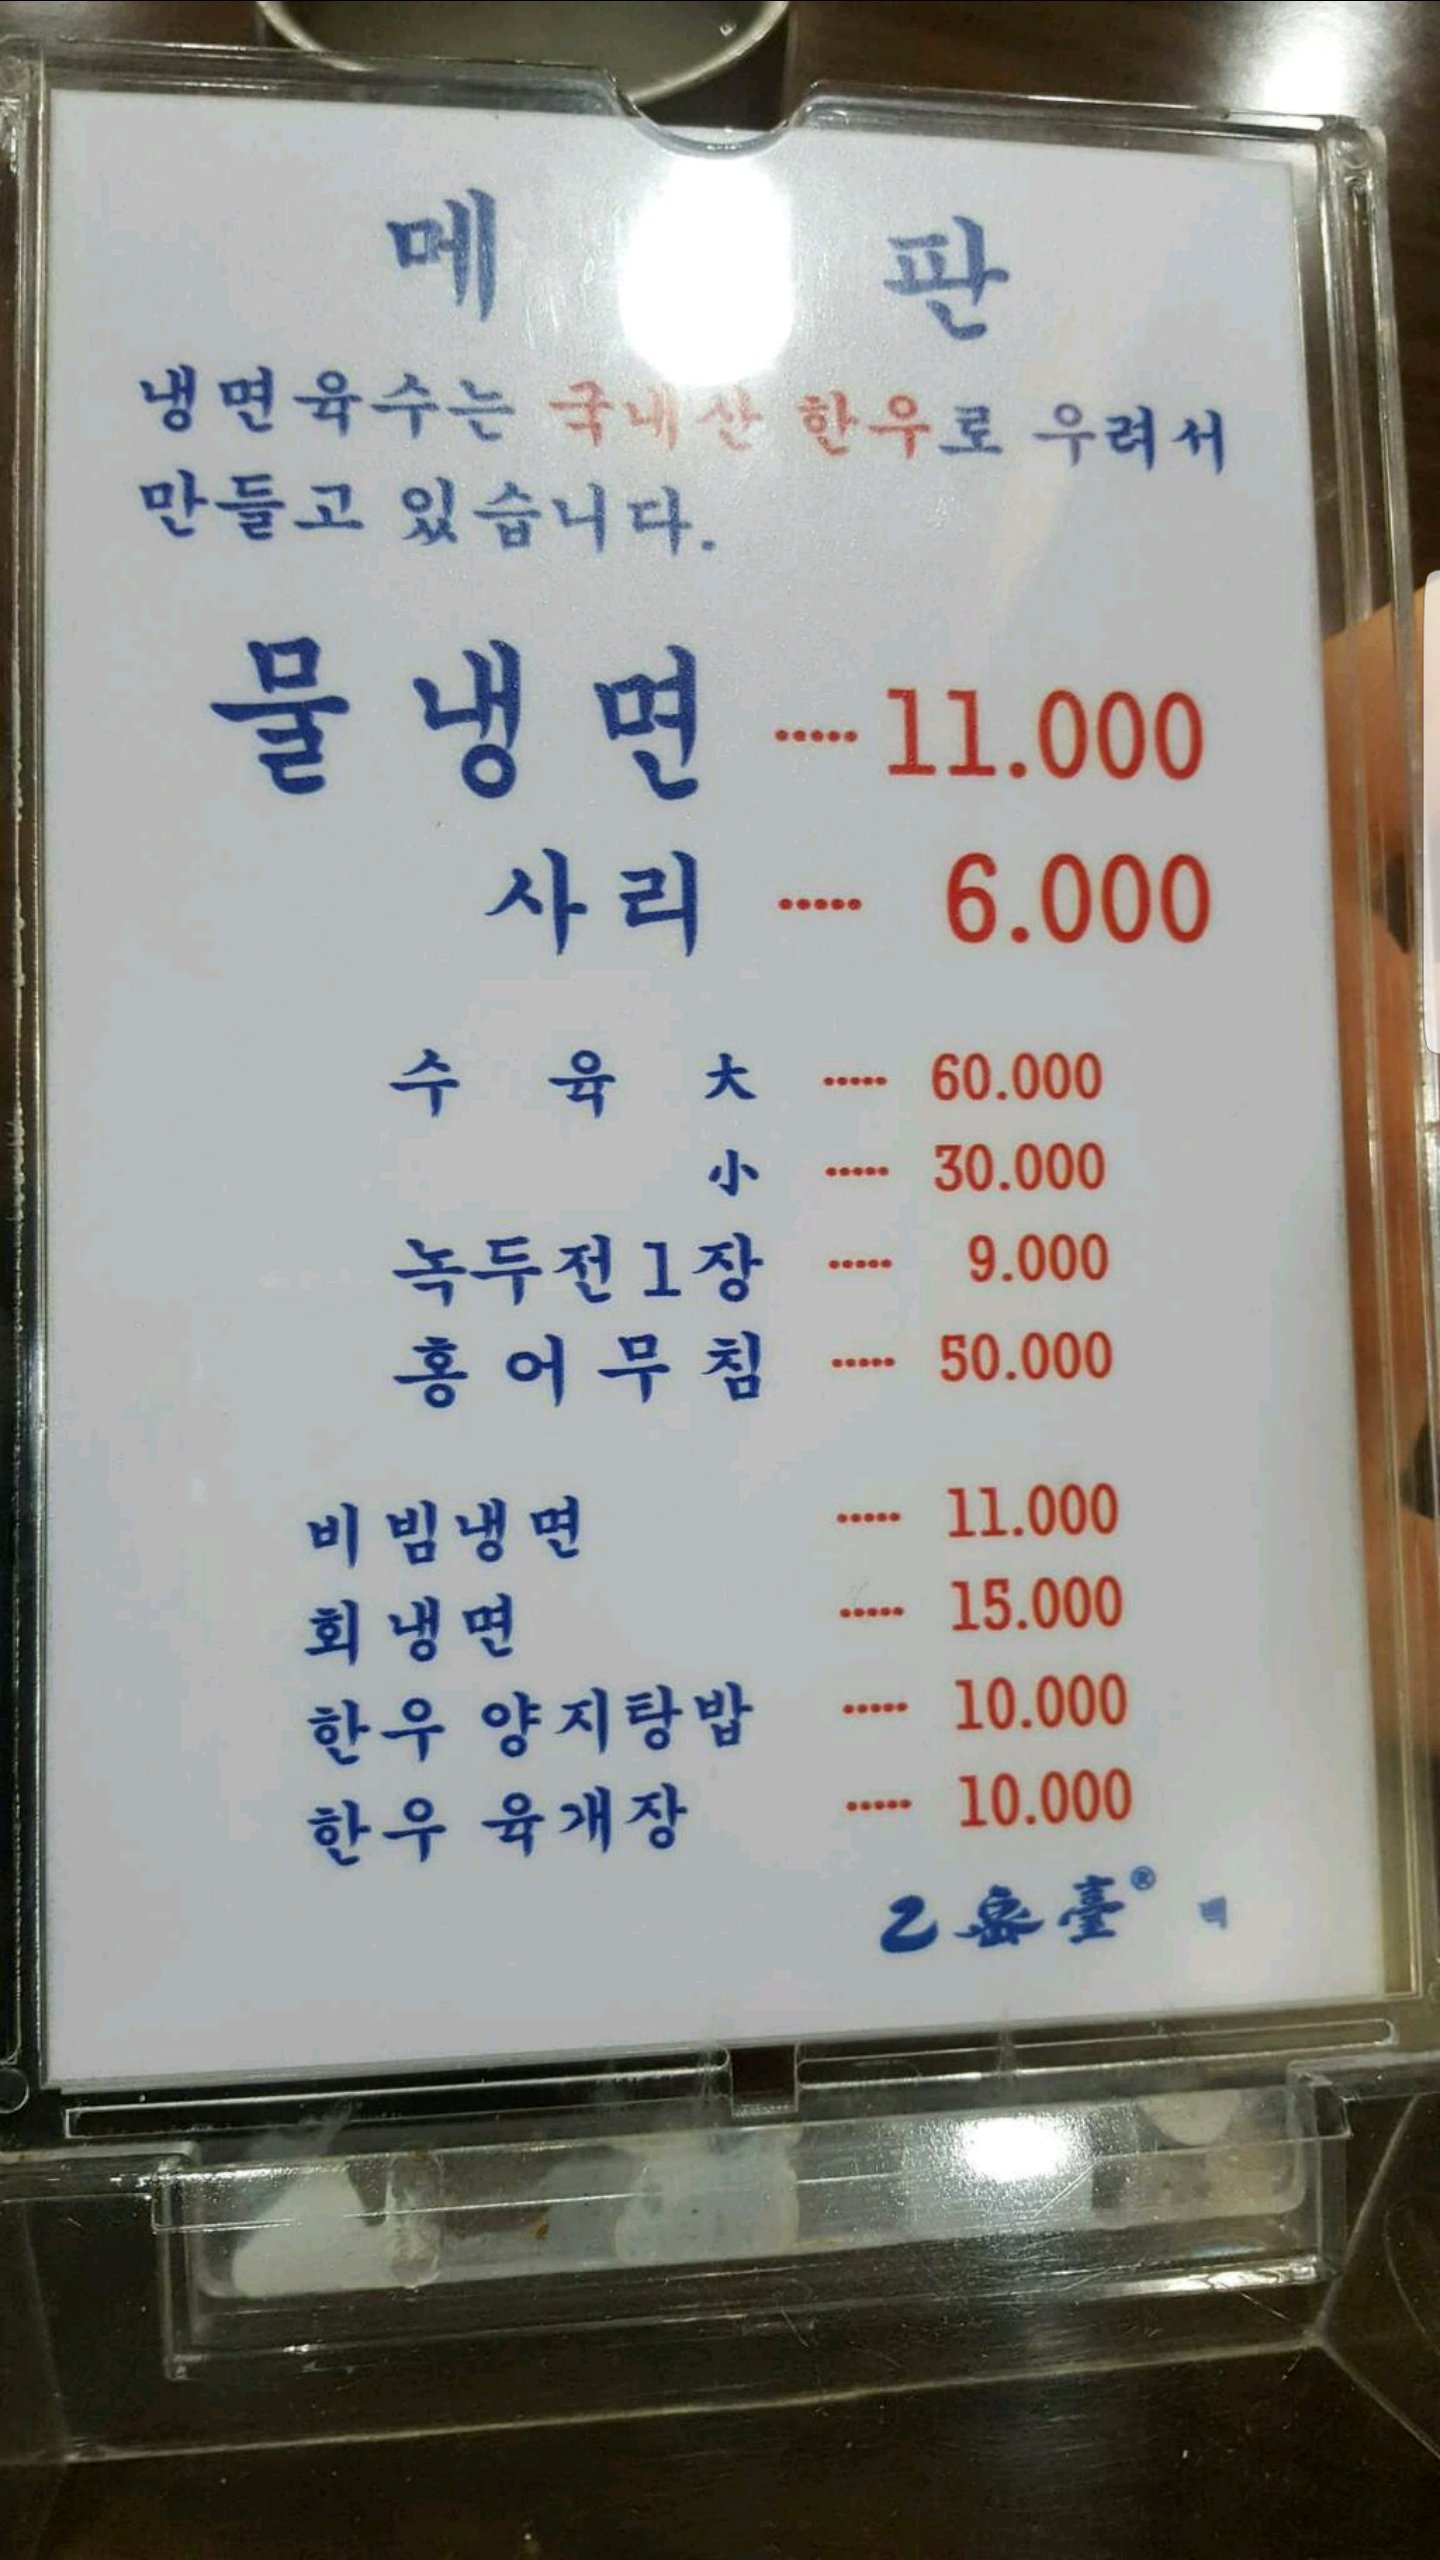 메 판
냉면육수는 국내산 한우로 우려서
만들고 있습니다.
물냉면 ····· 11.000
사리 ····· 6.000
수육 大 ····· 60.000
小 ····· 30.000
녹두전1장 ····· 9.000
홍어무침 ····· 50.000
비빔냉면 ····· 11.000
회냉면 ····· 15.000
한우 양지탕밥 ····· 10.000
한우 육개장 ····· 10.000
乙密臺®